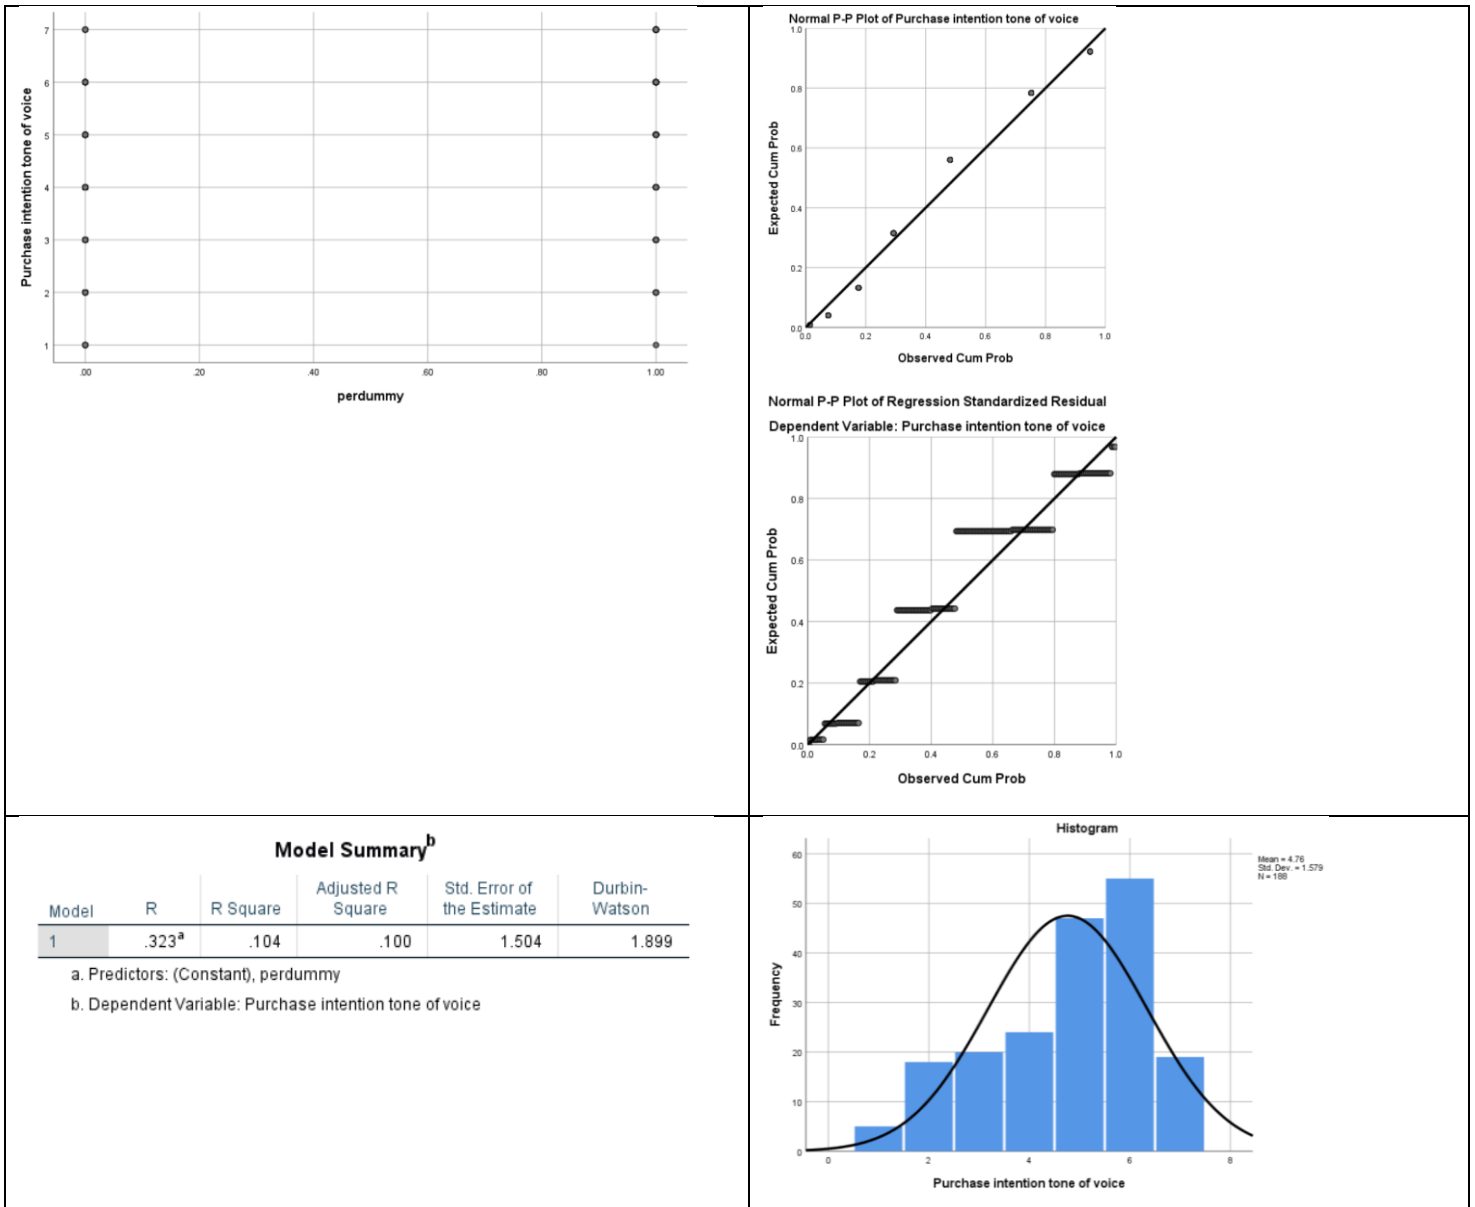 Purchase intention tone of voice
7
6
5
4
3
2
1
.00 .20 .40 .60 .80 1.00
perdummy
Normal P-P Plot of Purchase intention tone of voice
Expected Cum Prob
1.0
0.8
0.6
0.4
0.2
0.0
0.0 0.2 0.4 0.6 0.8 1.0
Observed Cum Prob
Normal P-P Plot of Regression Standardized Residual
Dependent Variable: Purchase intention tone of voice
Expected Cum Prob
1.0
0.8
0.6
0.4
0.2
0.0
0.0 0.2 0.4 0.6 0.8 1.0
Observed Cum Prob
Model Summaryb
Model R R Square Adjusted R Square Std. Error of the Estimate Durbin-Watson
1 .323a .104 .100 1.504 1.899
a. Predictors: (Constant), perdummy
b. Dependent Variable: Purchase intention tone of voice
Histogram
Mean = 4.76
Std. Dev. = 1.579
N = 188
Frequency
60
50
40
30
20
10
0
0 2 4 6 8
Purchase intention tone of voice